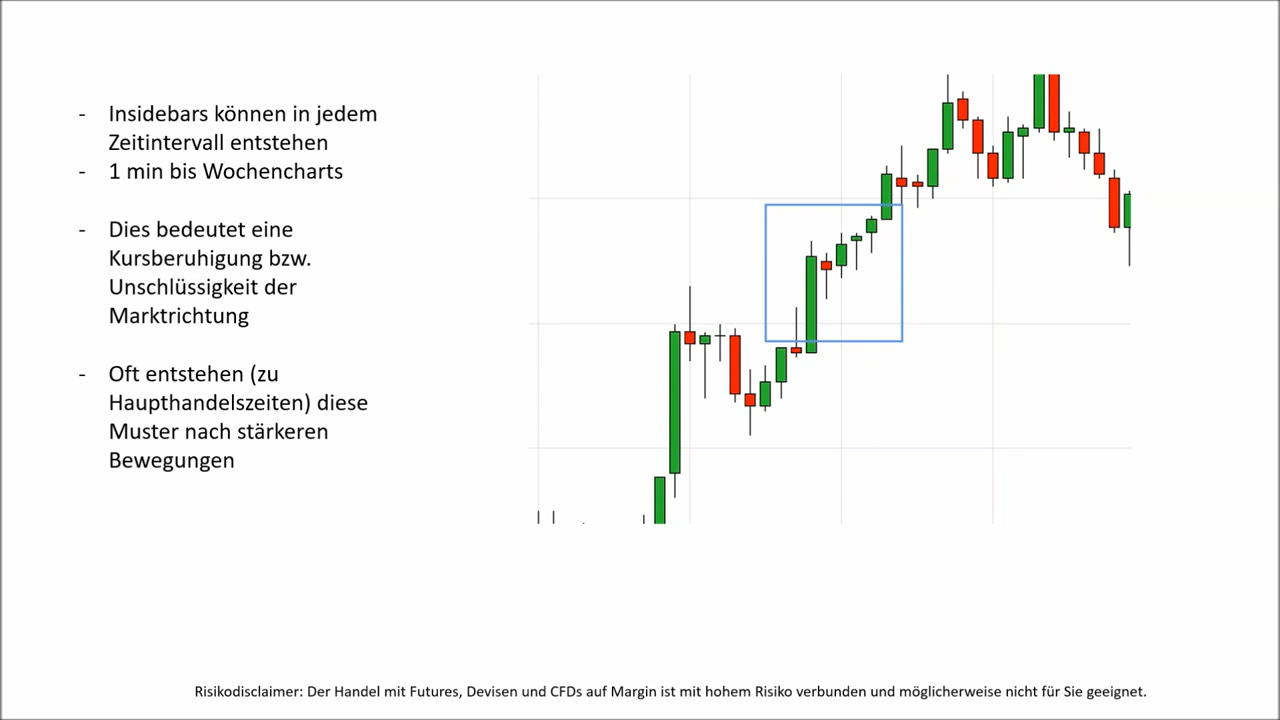 - Insidebars können in jedem
Zeitintervall entstehen
- 1 min bis Wochencharts
- Dies bedeutet eine
Kursberuhigung bzw.
Unschlüssigkeit der
Marktrichtung
- Oft entstehen (zu
Haupthandelszeiten) diese
Muster nach stärkeren
Bewegungen
Risikodisclaimer: Der Handel mit Futures, Devisen und CFDs auf Margin ist mit hohem Risiko verbunden und möglicherweise nicht für Sie geeignet.